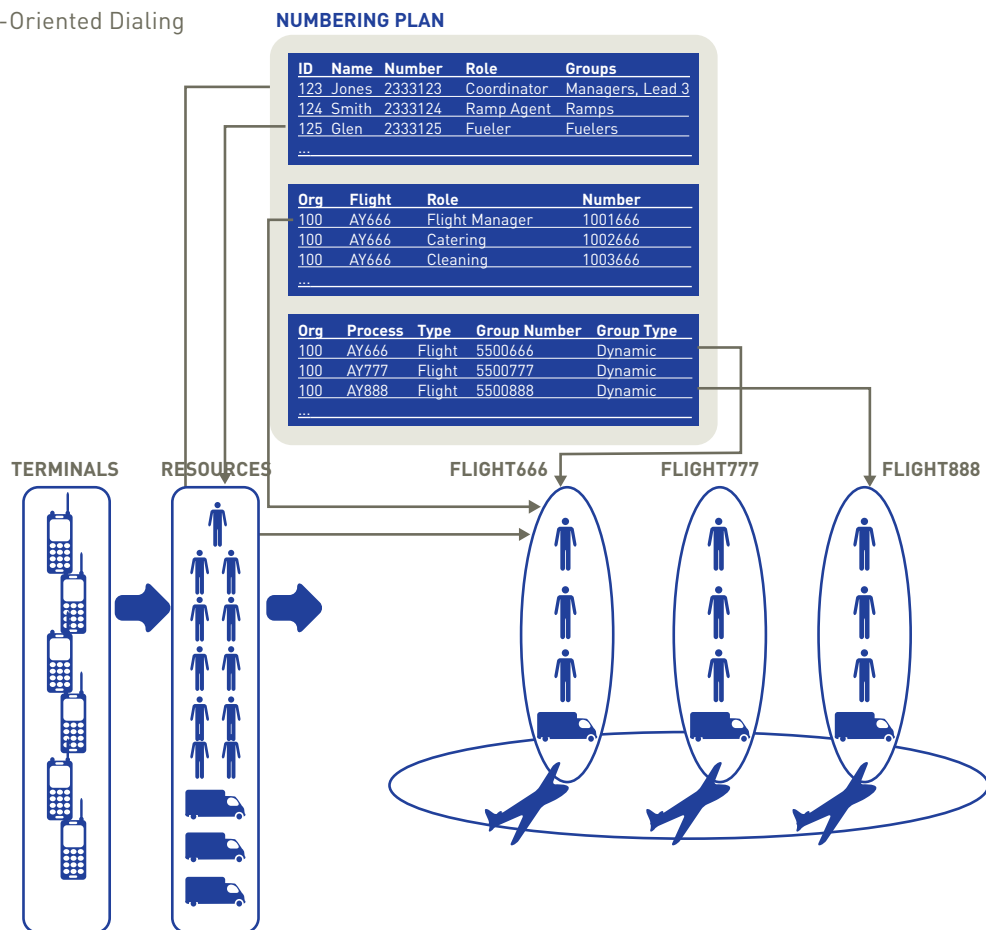 -Oriented Dialing
NUMBERING PLAN
ID Name Number Role Groups
123 Jones 2333123 Coordinator Managers, Lead 3
124 Smith 2333124 Ramp Agent Ramps
125 Glen 2333125 Fueler Fuelers
...
Org Flight Role Number
100 AY666 Flight Manager 1001666
100 AY666 Catering 1002666
100 AY666 Cleaning 1003666
...
Org Process Type Group Number Group Type
100 AY666 Flight 5500666 Dynamic
100 AY777 Flight 5500777 Dynamic
100 AY888 Flight 5500888 Dynamic
...
TERMINALS RESOURCES FLIGHT666 FLIGHT777 FLIGHT888